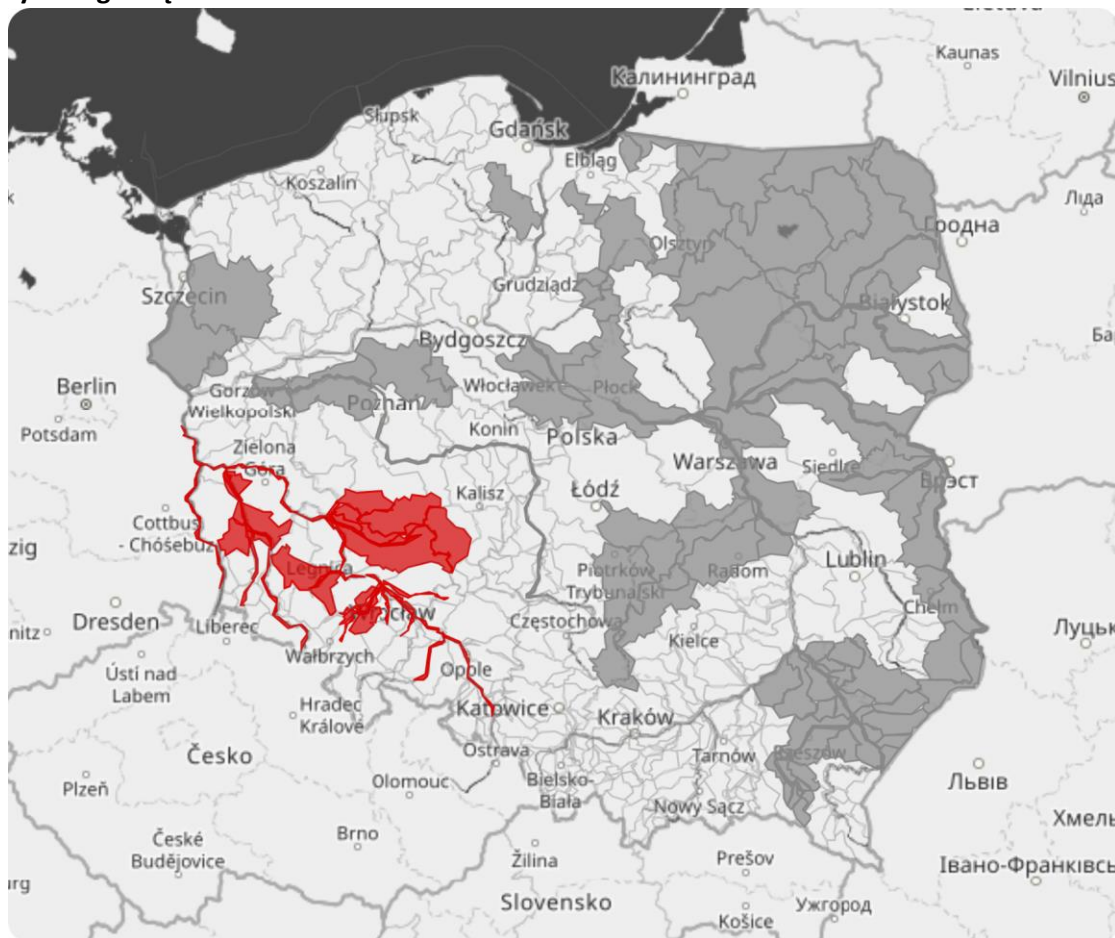 Kaunas
Калининград
Vilnius
Słupsk
Gdańsk
Elbląg
Koszalin
Ліда
Гродна
Olsztyn
Szczecin
Grudziądz
Białystok
Bydgoszcz
Berlin
Włocławek
Płock
Gorzów
Wielkopolski
Poznań
Potsdam
Konin
Polska
Zielona
Góra
Warszawa
Siedlce
Брэст
Kalisz
Łódź
Cottbus
- Chóśebuz
zig
Legnica
Piotrków
Trybunalski
Radom
Lublin
Dresden
Wrocław
Chełm
Liberec
Częstochowa
Kielce
Луцьк
Wałbrzych
Ústí nad
Labem
Opole
Hradec
Králové
Katowice
Kraków
Česko
Ostrava
Tarnów
Rzeszów
Plzeň
Olomouc
Bielsko-
Biała
Nowy Sącz
Львів
Brno
České
Budějovice
Žilina
Prešov
Slovensko
Košice
Ужгород